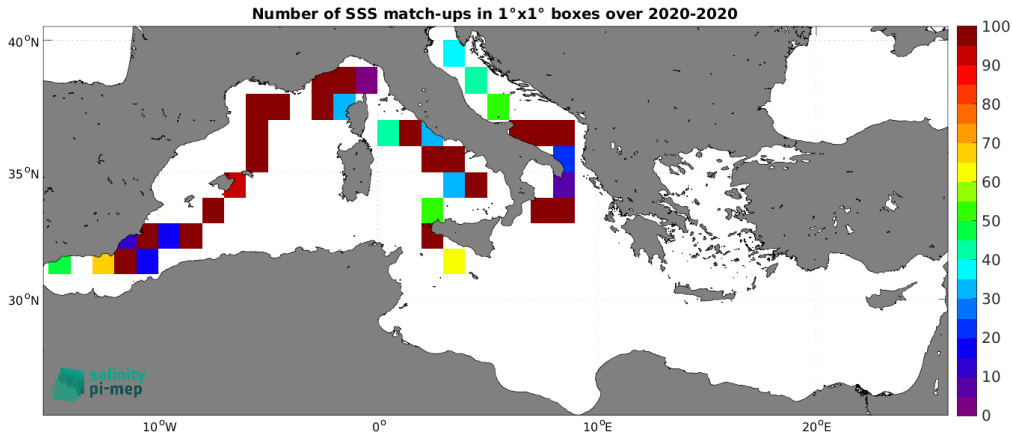 Number of SSS match-ups in 1°x1° boxes over 2020-2020
40°N
35°N
30°N
10°W
0°
10°E
20°E
100
90
80
70
60
50
40
30
20
10
0
salinity
pi-mep